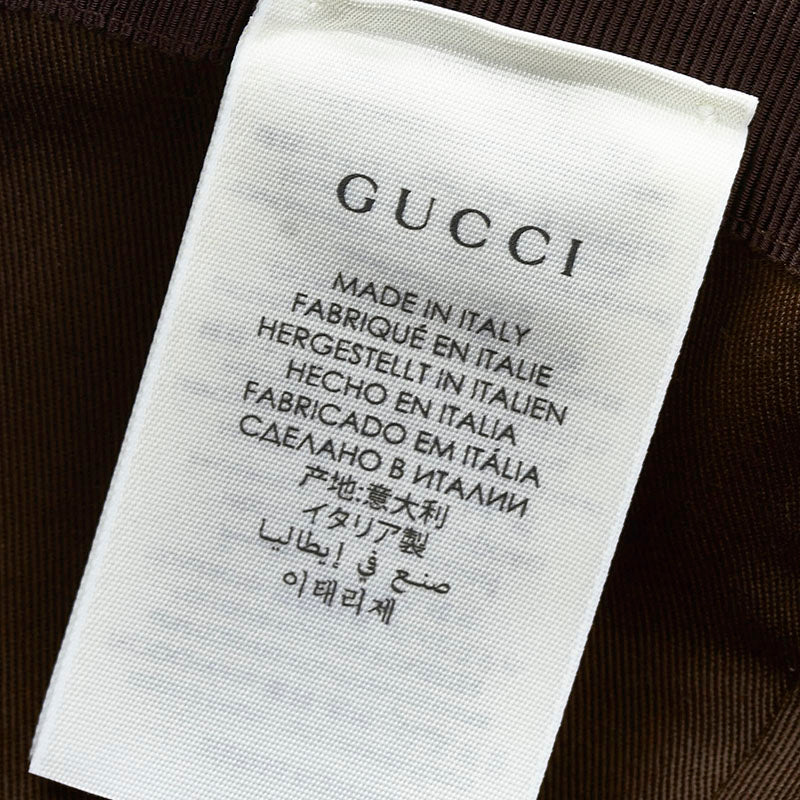 GUCCI
MADE IN ITALY
FABRIQUÉ EN ITALIE
HERGESTELLT IN ITALIEN
HECHO EN ITALIA
FABRICADO EM ITÁLIA
СДЕЛАНО В ИТАЛИИ
产地:意大利
イタリア製
صنع في إيطاليا
이태리제